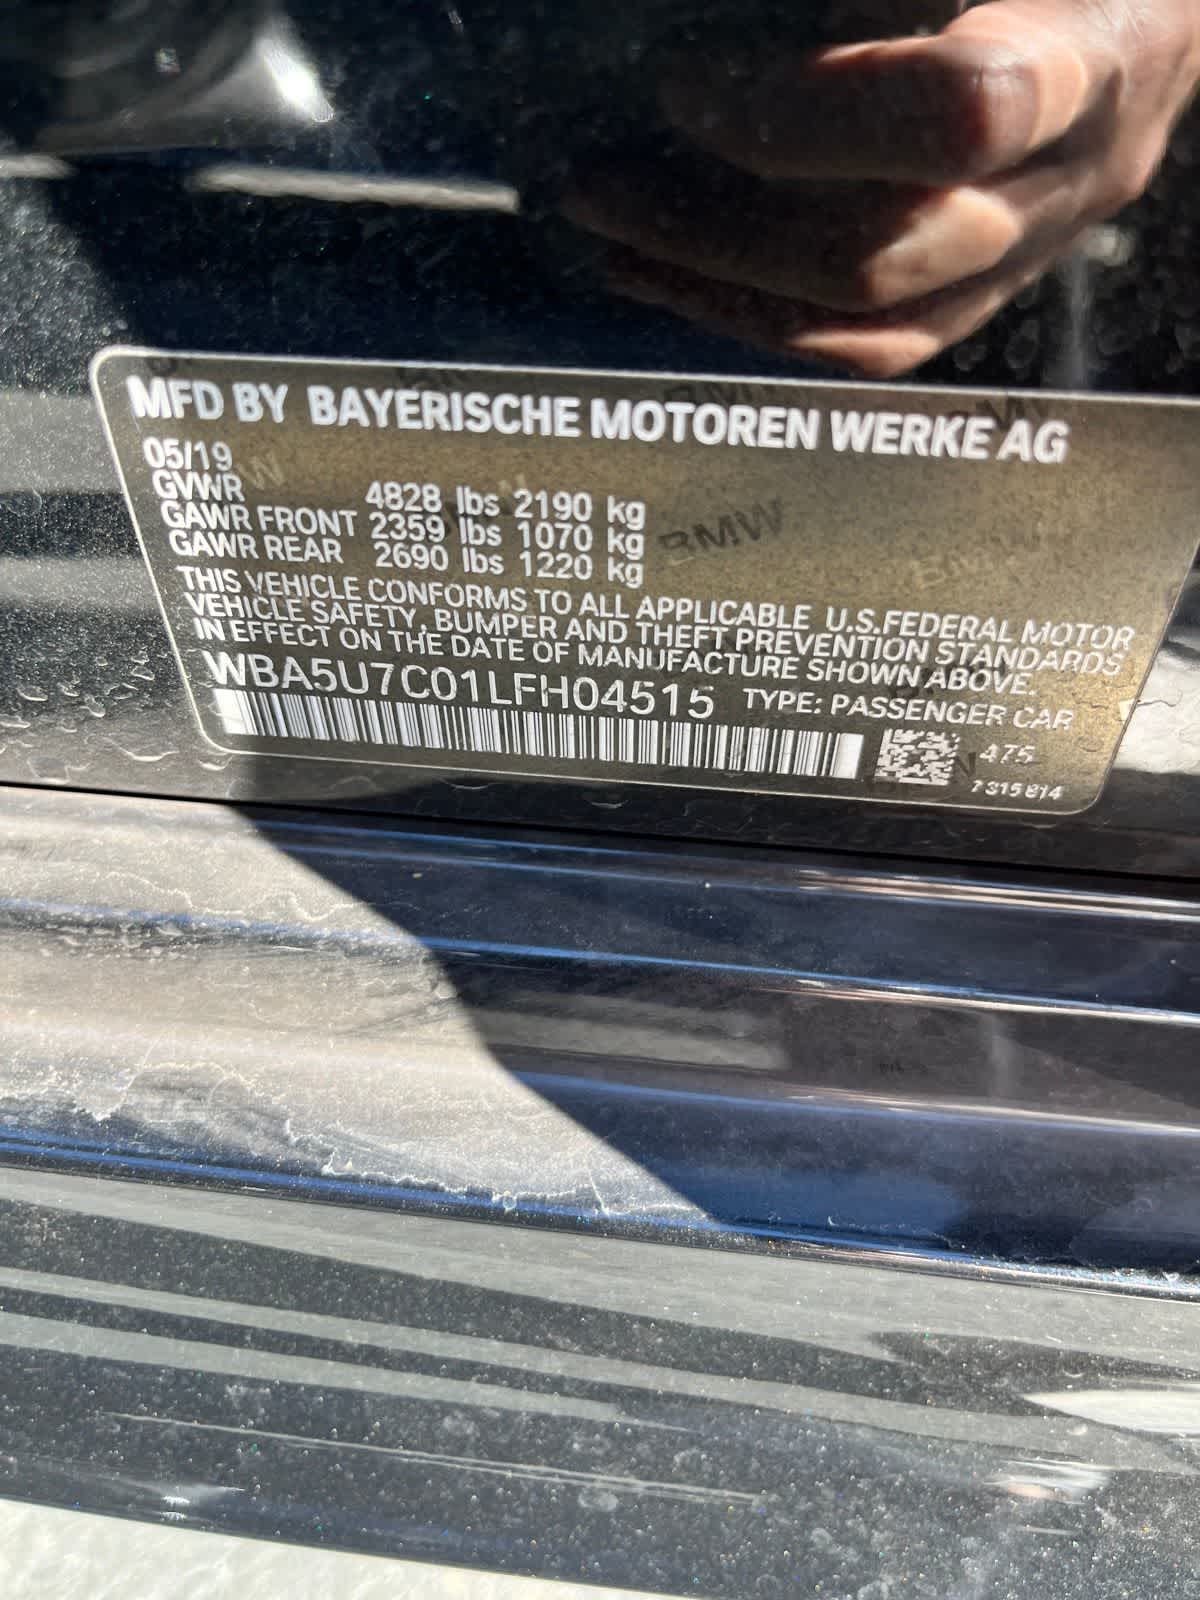 MFD BY BAYERISCHE MOTOREN WERKE AG
05/19
GVWR 4828 lbs 2190 kg
GAWR FRONT 2359 lbs 1070 kg
GAWR REAR 2690 lbs 1220 kg
THIS VEHICLE CONFORMS TO ALL APPLICABLE U.S.FEDERAL MOTOR
VEHICLE SAFETY, BUMPER AND THEFT PREVENTION STANDARDS
IN EFFECT ON THE DATE OF MANUFACTURE SHOWN ABOVE.
WBA5U7C01LFH04515 TYPE: PASSENGER CAR
475
7315814
BMW